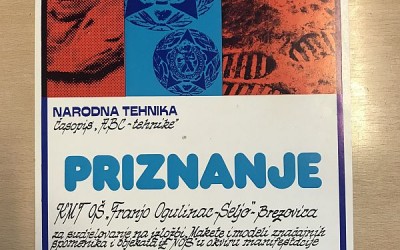 NARODNA TEHNIKA
Časopis „ABC-tehnike"
PRIZNANJE
KMT OŠ „Franjo Ogulinac-Seljo"-Brezovica
za sudjelovanje na izložbi „Makete i modeli značajnih
spomenika i objekata iz NOB" u okviru manifestacije